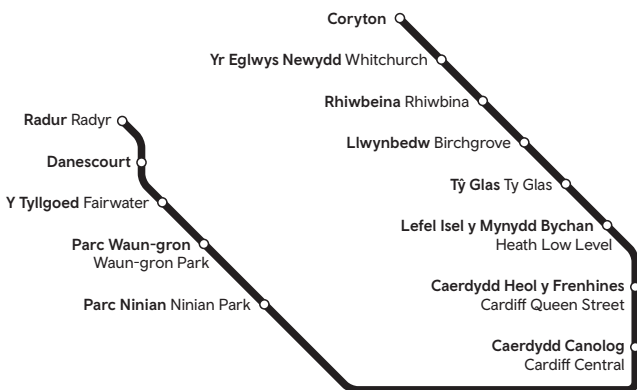 Coryton
Yr Eglwys Newydd Whitchurch
Rhiwbeina Rhiwbina
Radur Radyr
Llwynbedw Birchgrove
Danescourt
Tŷ Glas Ty Glas
Y Tyllgoed Fairwater
Lefel Isel y Mynydd Bychan
Heath Low Level
Parc Waun-gron
Waun-gron Park
Caerdydd Heol y Frenhines
Cardiff Queen Street
Parc Ninian Ninian Park
Caerdydd Canolog
Cardiff Central